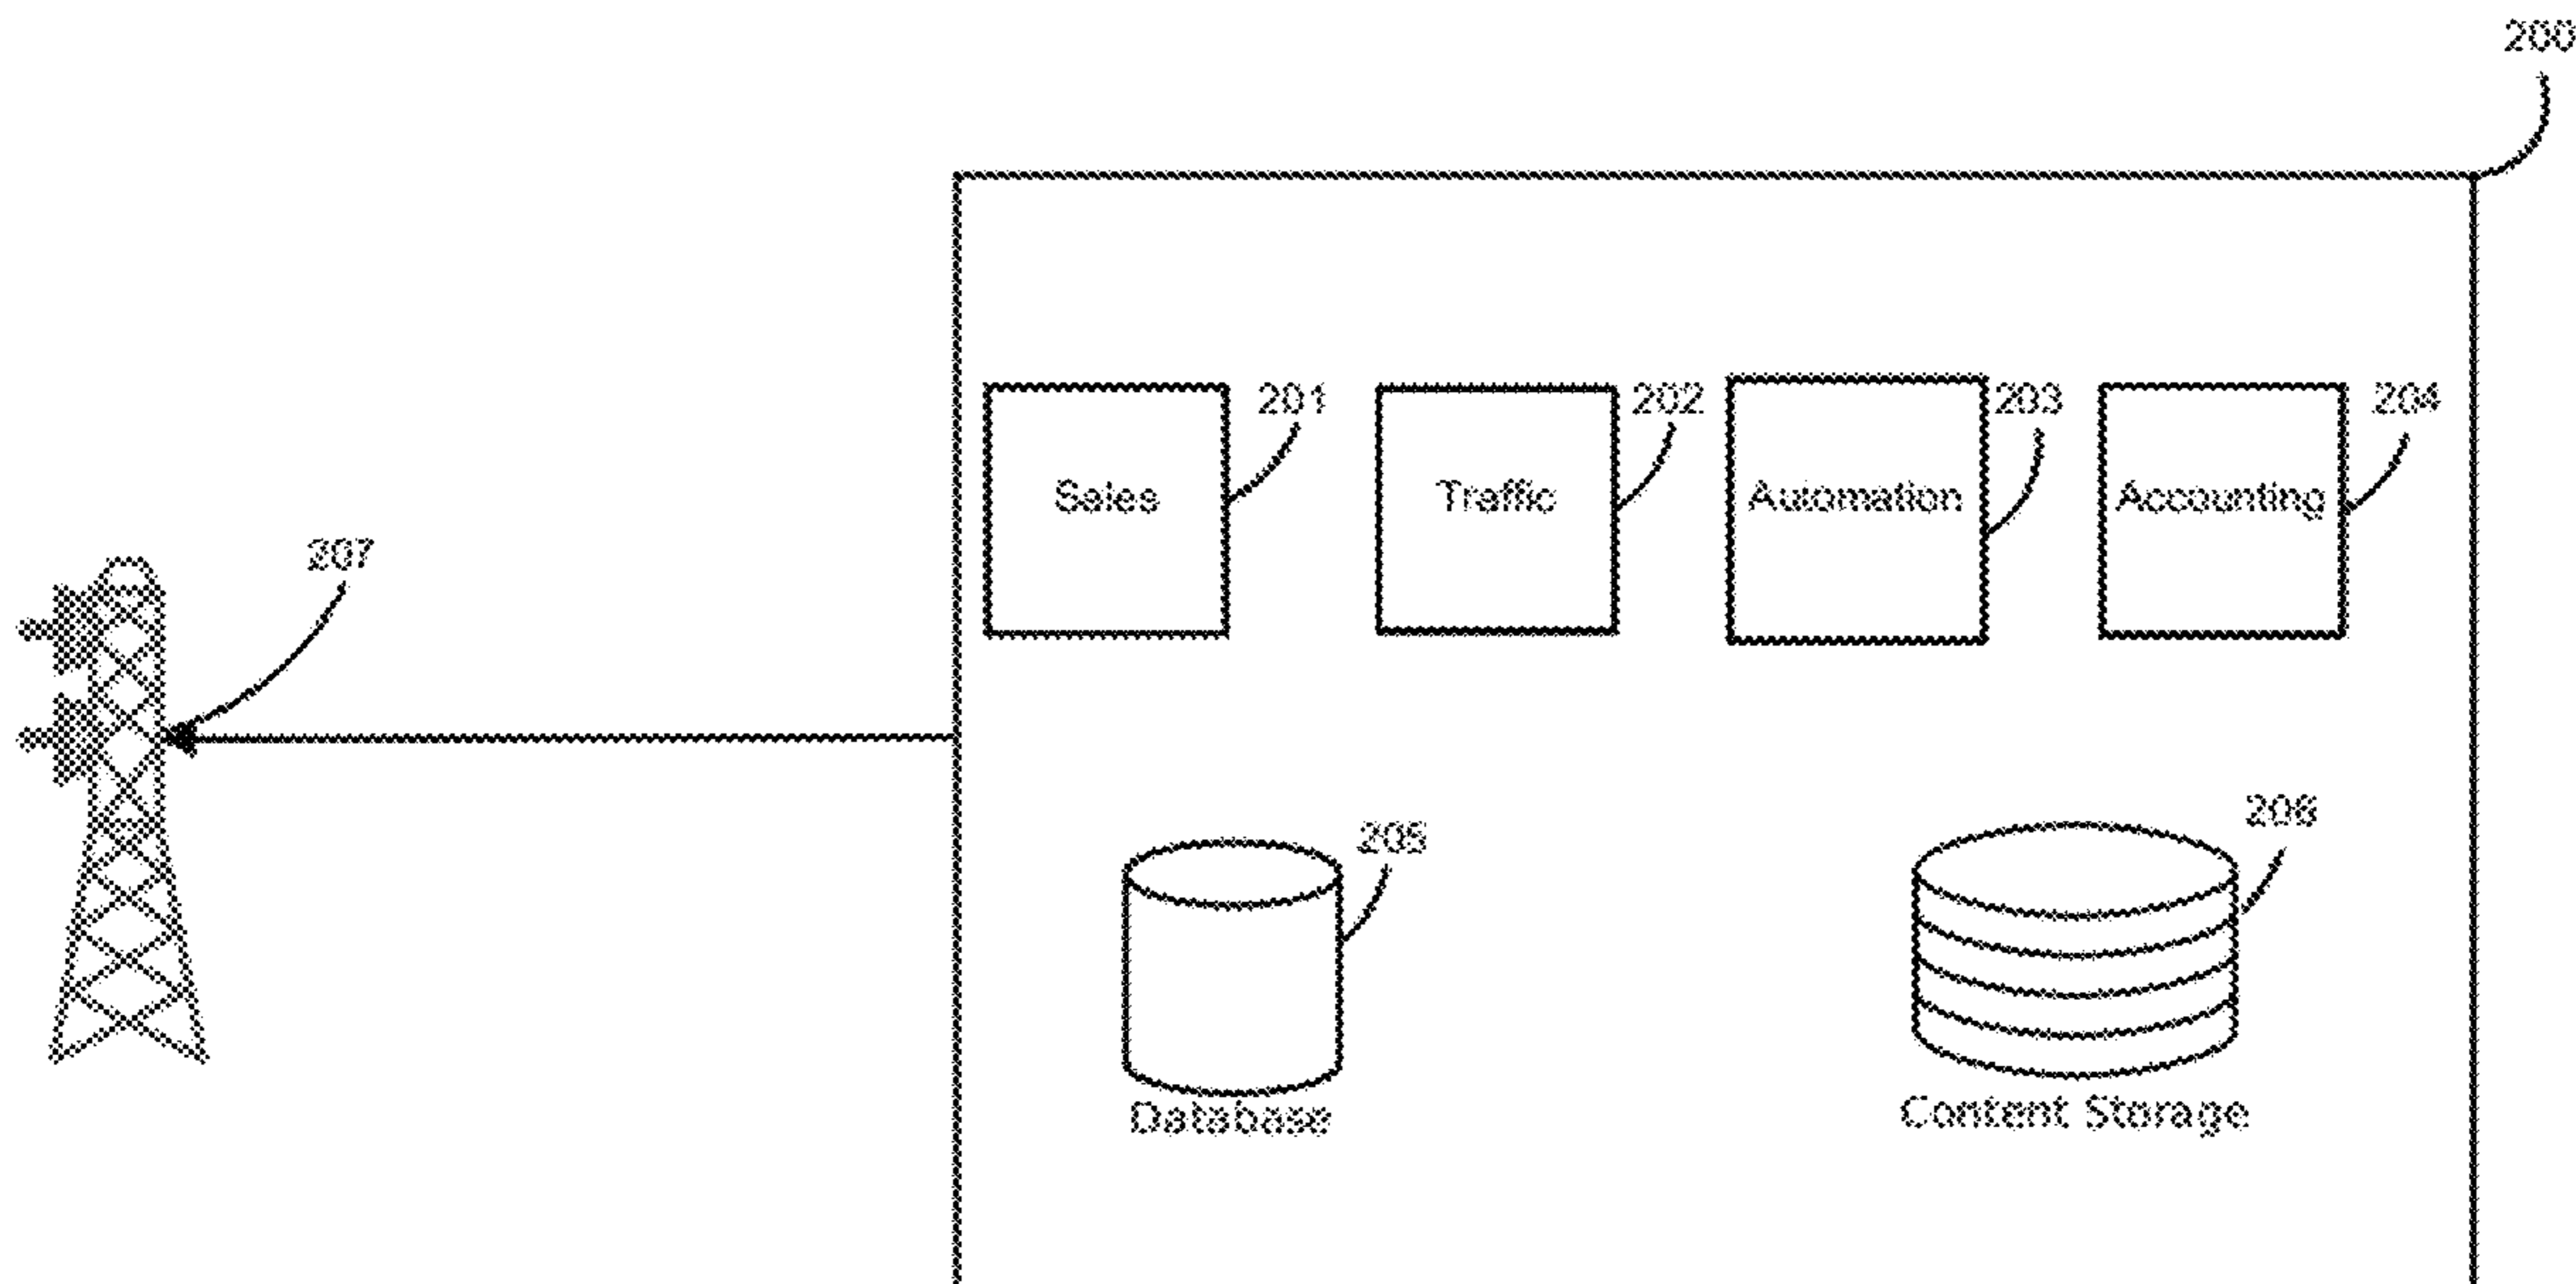 200
201
202
203
204
Sales
Traffic
Automation
Accounting
207
205
206
Database
Content Storage